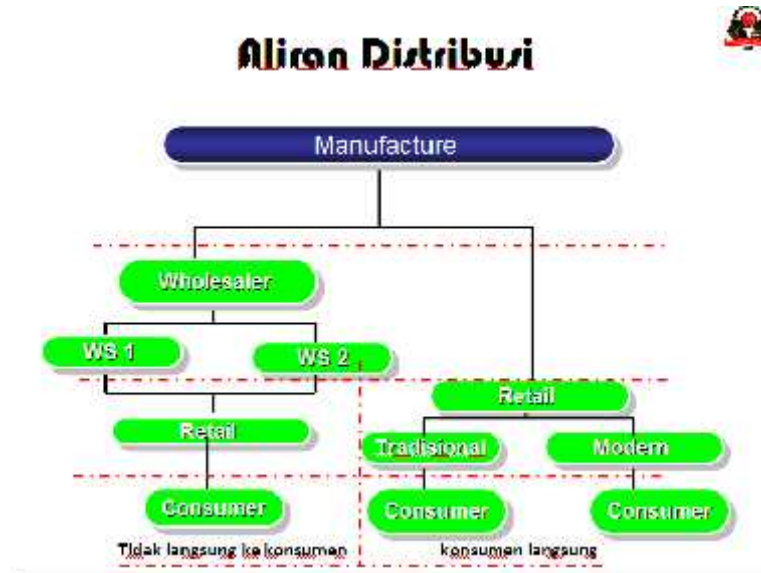 Aliran Distribusi
Manufacture
Wholesaler
WS 1
WS 2
Retail
Retail
Tradisional
Modern
Consumer
Consumer
Consumer
Tidak langsung ke konsumen
konsumen langsung